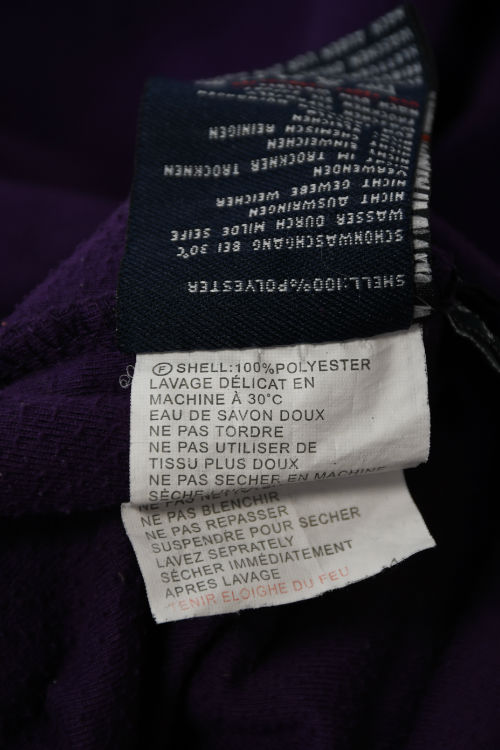 SHELL:100%POLYESTER
SCHONWASCHGANG BEI 30°C
WASSER DURCH MILDE SEIFE
NICHT AUSWRINGEN
NICHT GEWEBE WEICHER
VERWENDEN
NICHT IM TROCKNER TROCKNEN
EINWEICHEN
CHEMISCH REINIGEN
Ⓕ SHELL:100%POLYESTER
LAVAGE DÉLICAT EN
MACHINE À 30°C
EAU DE SAVON DOUX
NE PAS TORDRE
NE PAS UTILISER DE
TISSU PLUS DOUX
NE PAS SECHER EN MACHINE
NE PAS BLENCHIR
NE PAS REPASSER
SUSPENDRE POUR SECHER
LAVEZ SEPRATELY
SÉCHER IMMÉDIATEMENT
APRES LAVAGE
TENIR ELOIGHE DU FEU